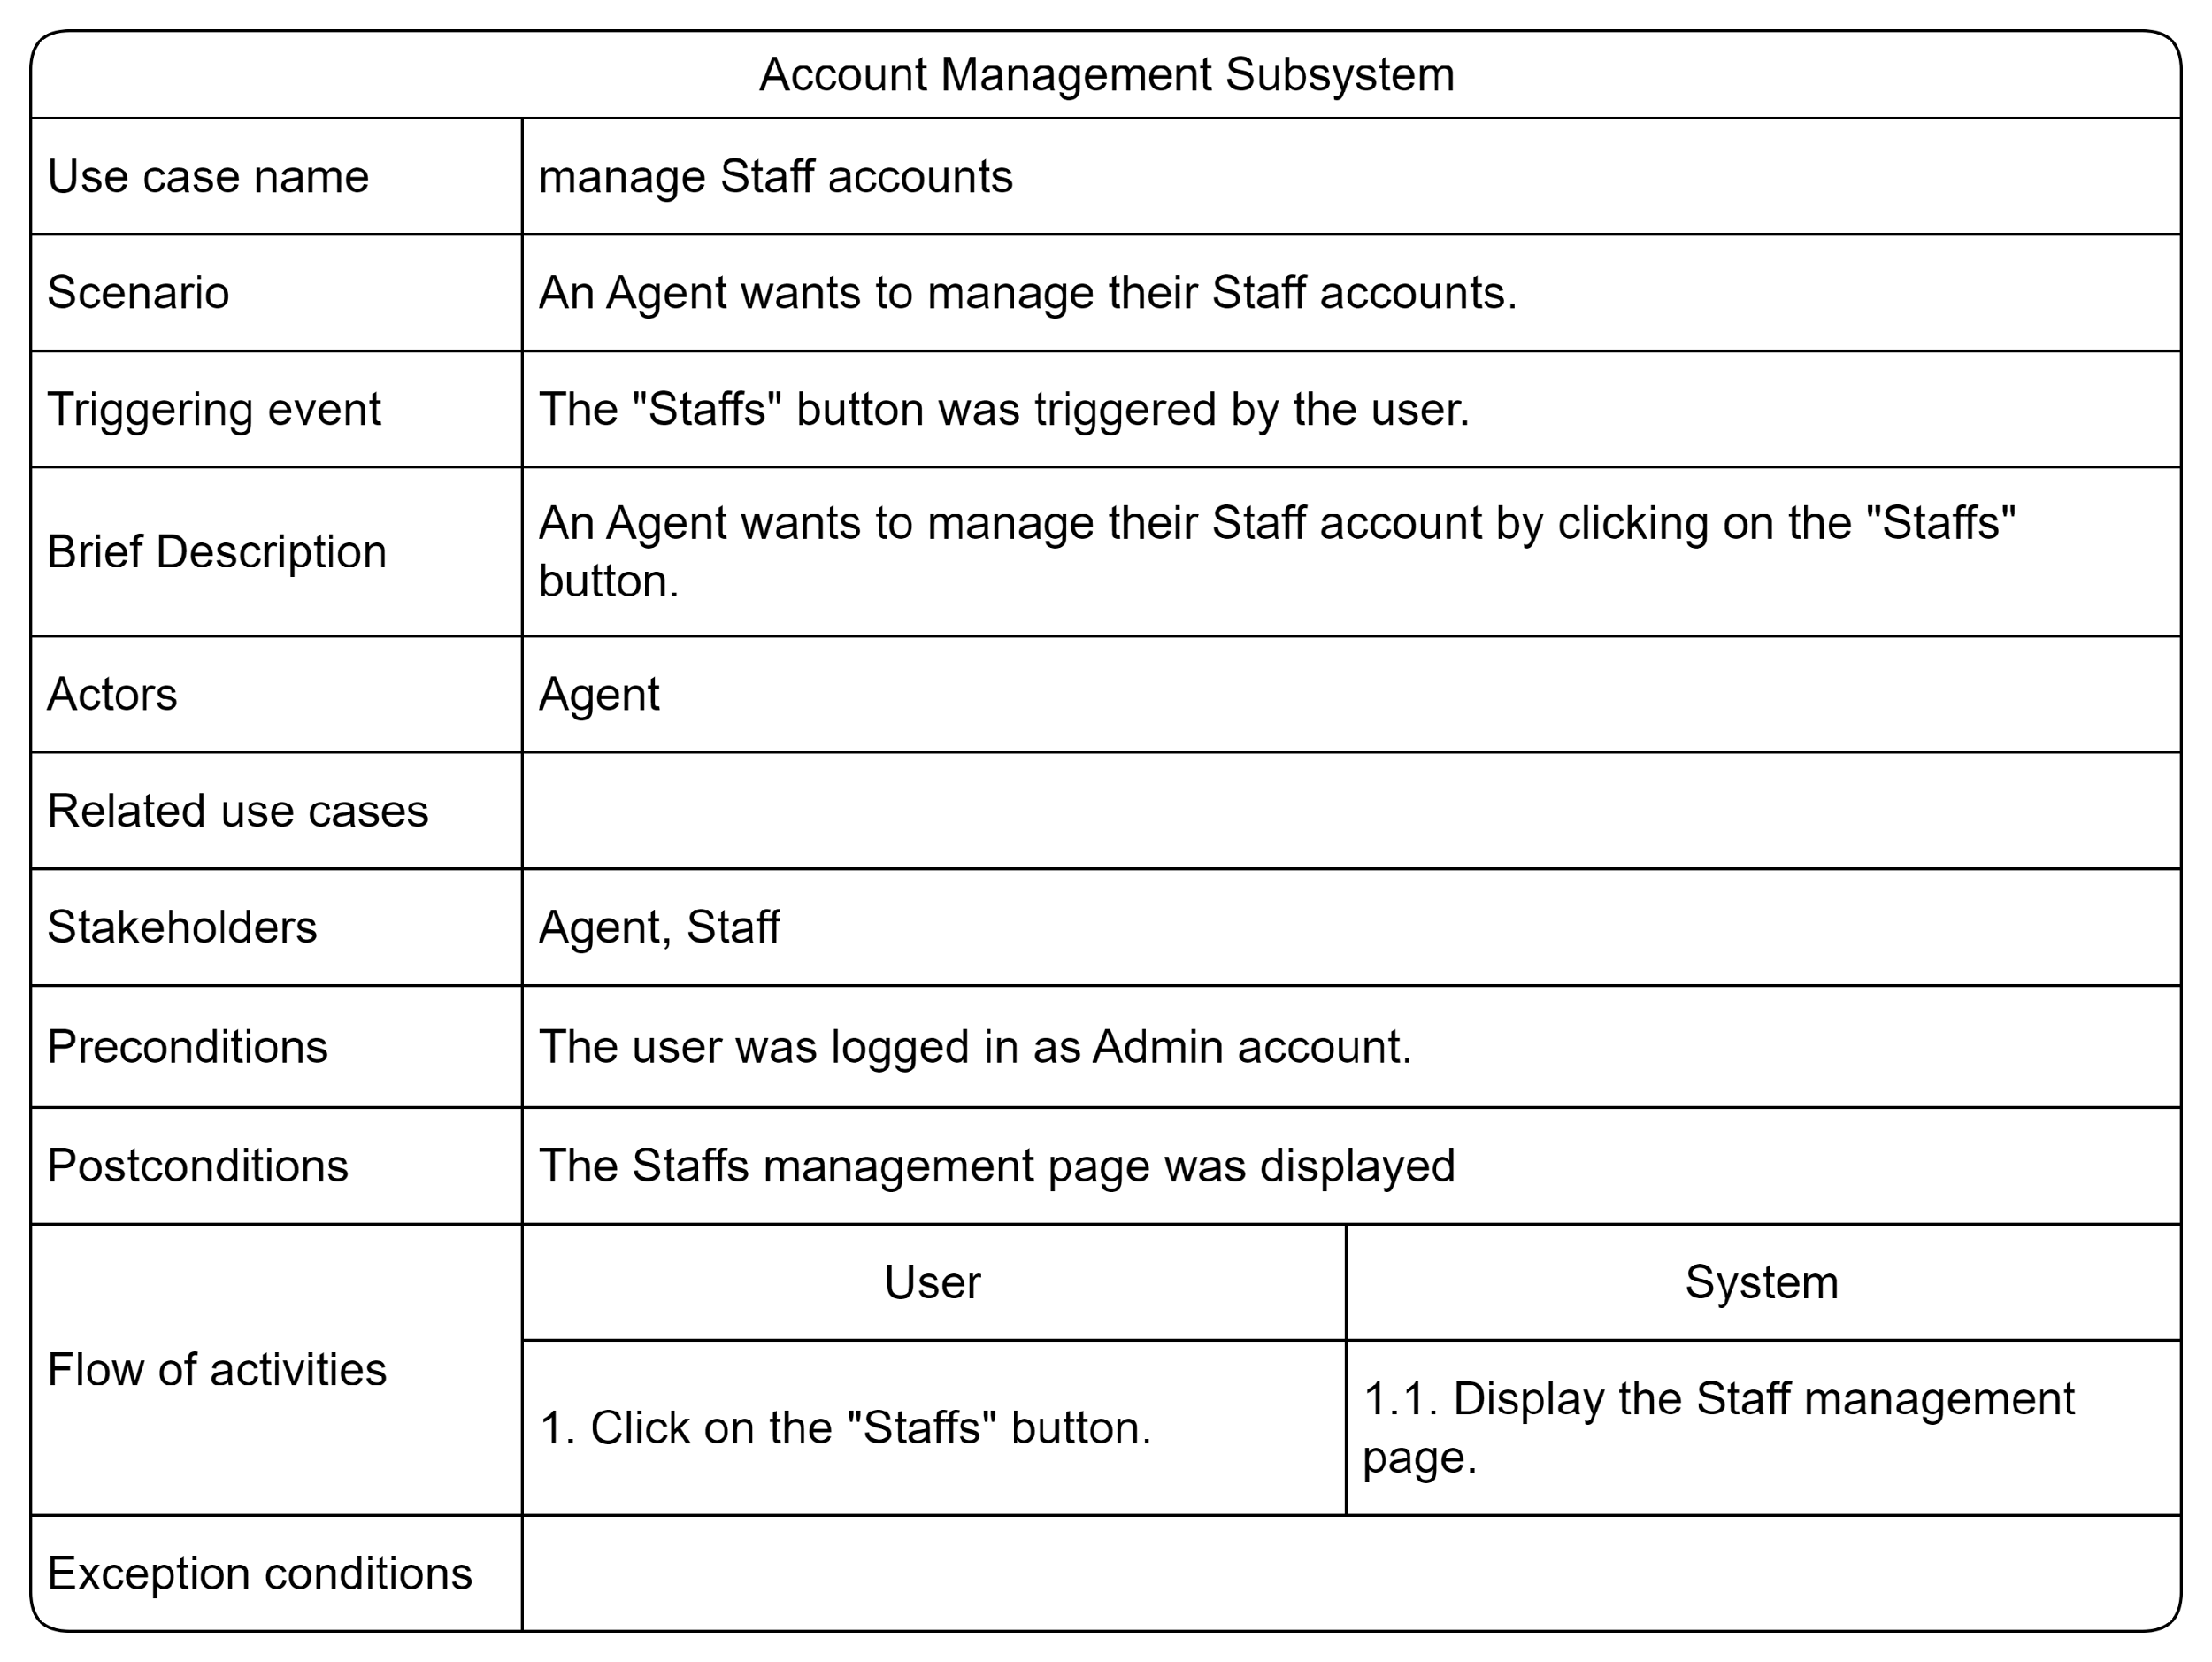 Account Management Subsystem
Use case name
manage Staff accounts
Scenario
An Agent wants to manage their Staff accounts.
Triggering event
The "Staffs" button was triggered by the user.
Brief Description
An Agent wants to manage their Staff account by clicking on the "Staffs"
button.
Actors
Agent
Related use cases
Stakeholders
Agent, Staff
Preconditions
The user was logged in as Admin account.
Postconditions
The Staffs management page was displayed
Flow of activities
User
System
1. Click on the "Staffs" button.
1.1. Display the Staff management
page.
Exception conditions